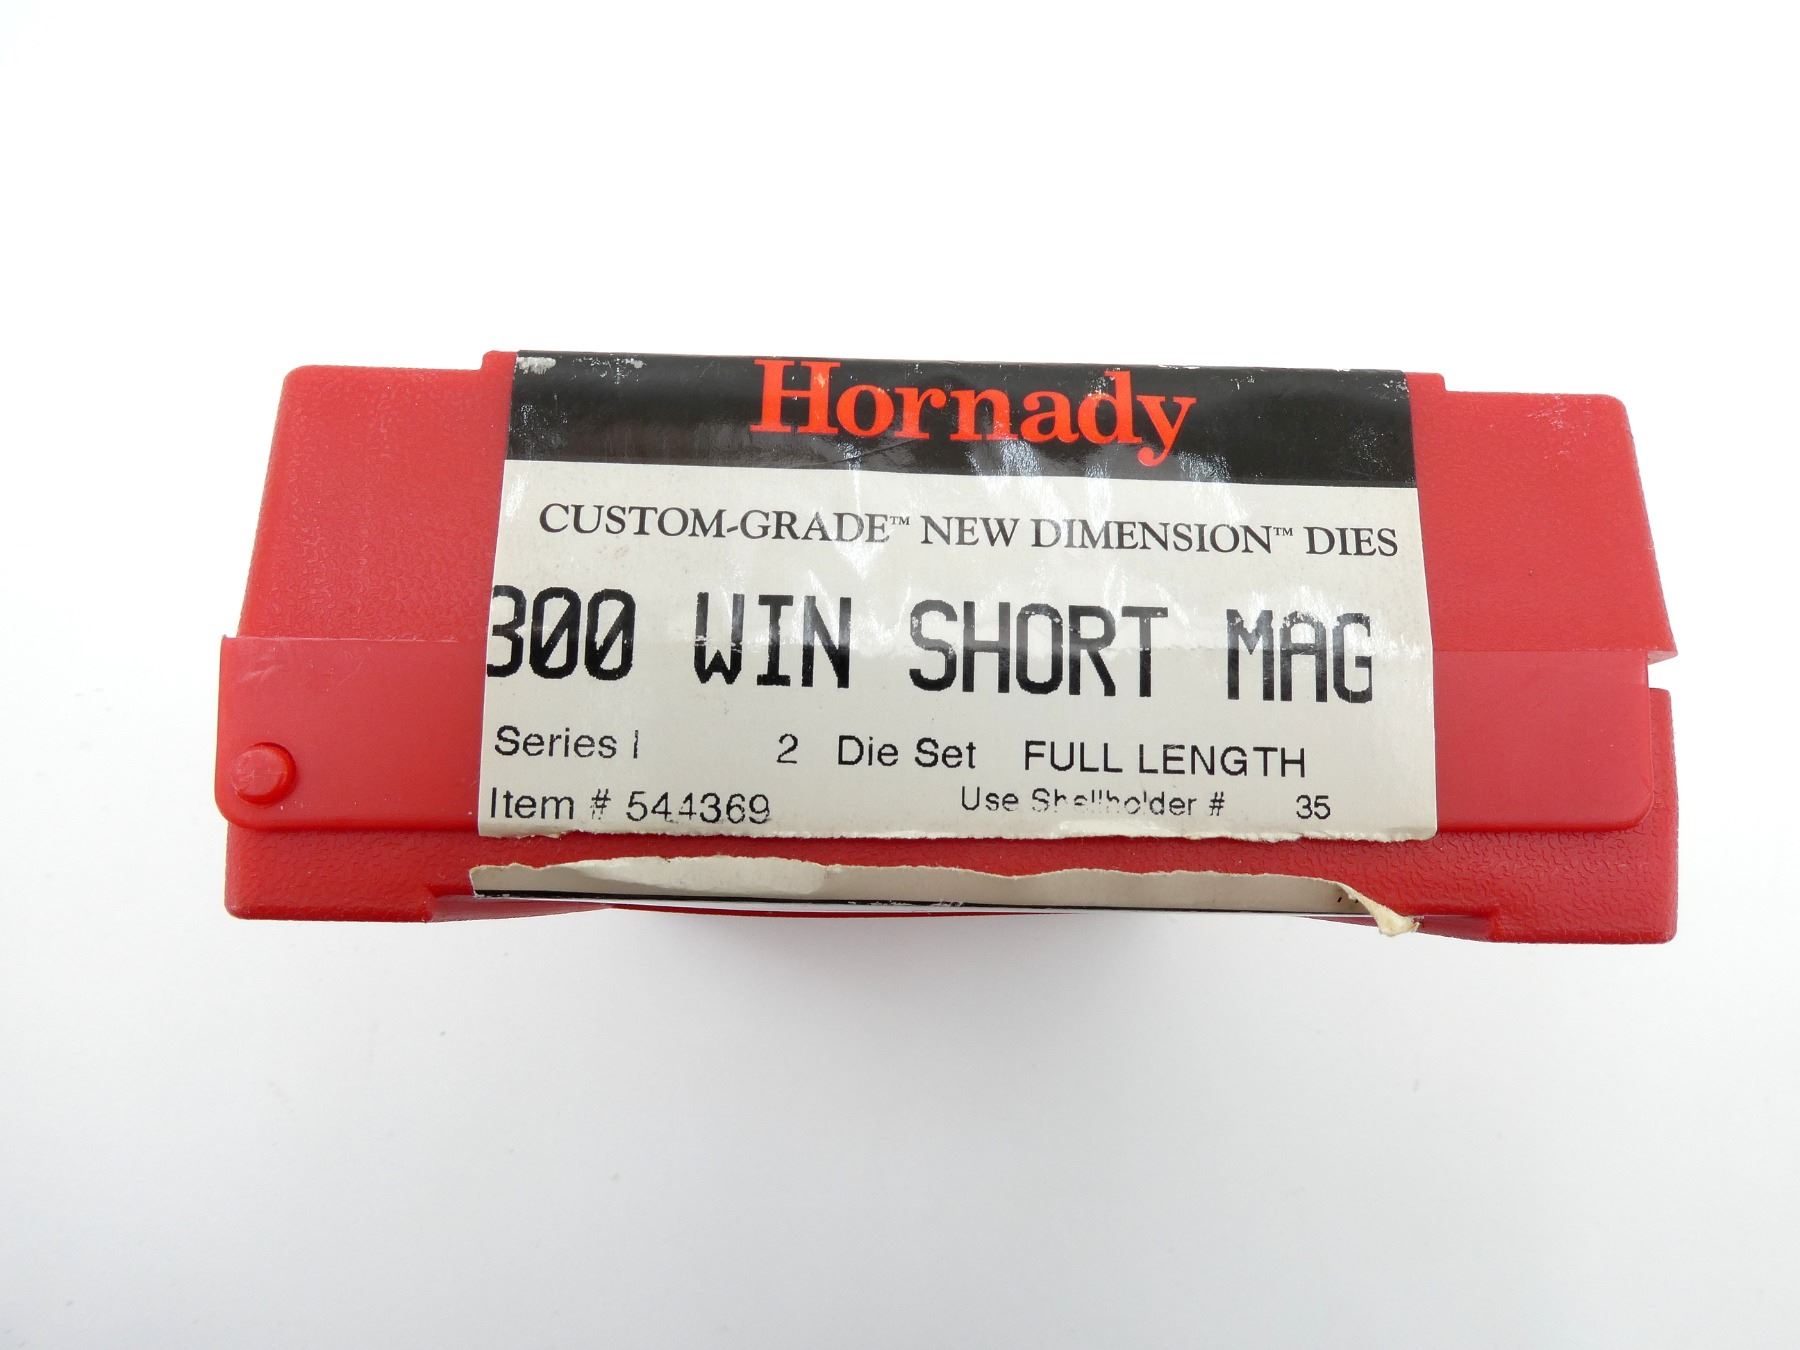 Hornady
CUSTOM-GRADE™ NEW DIMENSION™ DIES
300 WIN SHORT MAG
Series I 2 Die Set FULL LENGTH
Item # 544369 Use Shellholder # 35